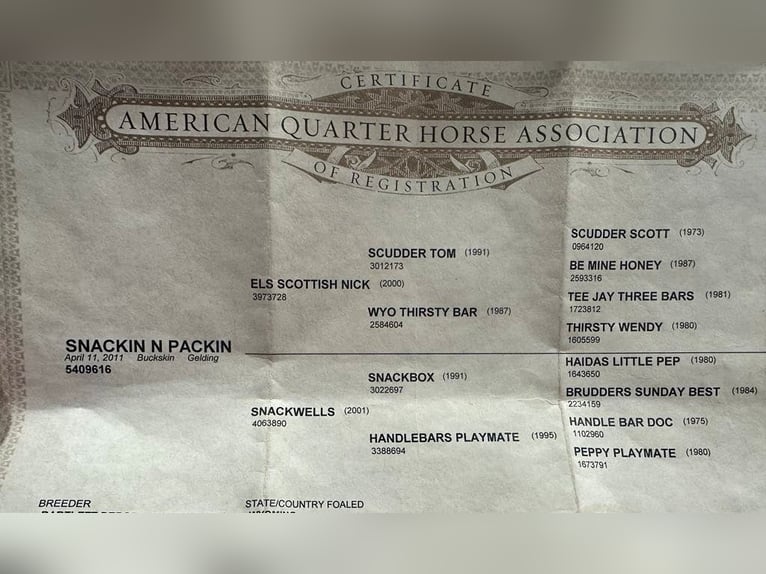 CERTIFICATE
AMERICAN QUARTER HORSE ASSOCIATION
OF REGISTRATION
SCUDDER SCOTT (1973)
0964120
SCUDDER TOM (1991)
3012173
BE MINE HONEY (1987)
2593316
ELS SCOTTISH NICK (2000)
3973728
TEE JAY THREE BARS (1981)
1723812
WYO THIRSTY BAR (1987)
2584604
THIRSTY WENDY (1980)
1605599
SNACKIN N PACKIN
April 11, 2011 Buckskin Gelding
5409616
HAIDAS LITTLE PEP (1980)
1643650
SNACKBOX (1991)
3022697
BRUDDERS SUNDAY BEST (1984)
2234159
SNACKWELLS (2001)
4063890
HANDLE BAR DOC (1975)
1102960
HANDLEBARS PLAYMATE (1995)
3388694
PEPPY PLAYMATE (1980)
1673791
BREEDER
STATE/COUNTRY FOALED
WYOMING